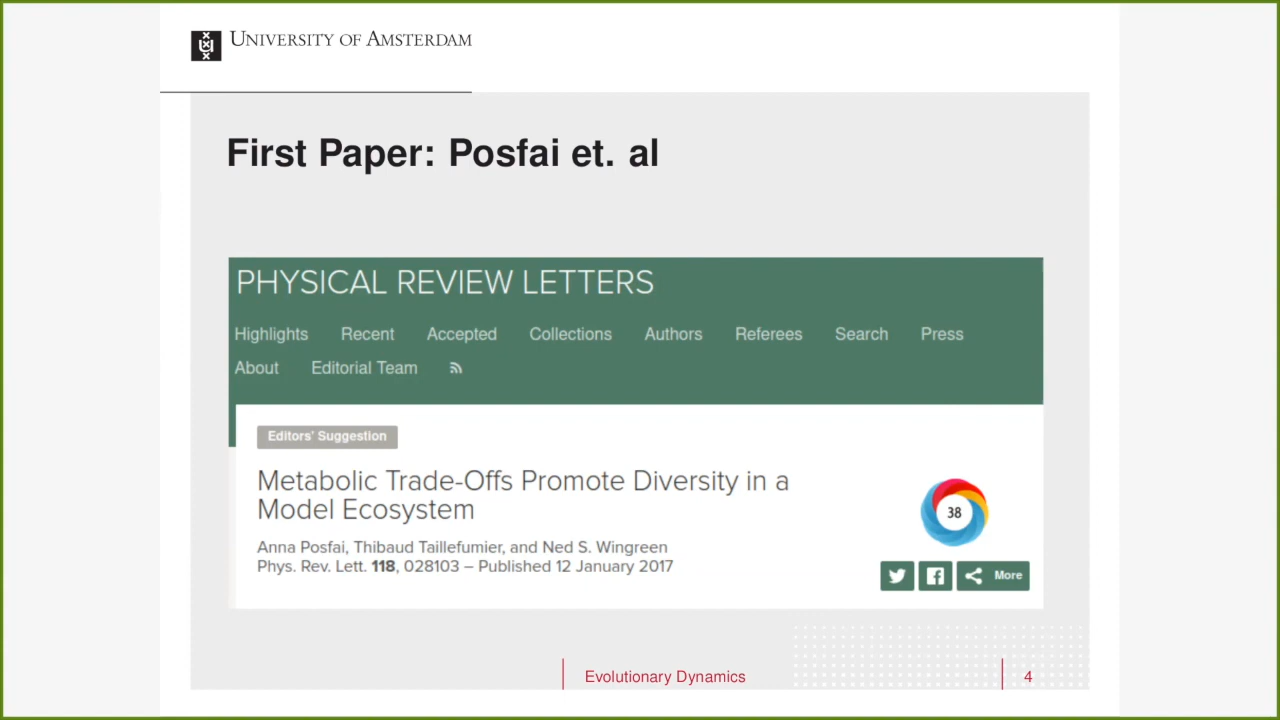 UNIVERSITY OF AMSTERDAM
First Paper: Posfai et. al
PHYSICAL REVIEW LETTERS
Highlights Recent Accepted Collections Authors Referees Search Press
About Editorial Team
Editors' Suggestion
Metabolic Trade-Offs Promote Diversity in a
Model Ecosystem
38
Anna Posfai, Thibaud Taillefumier, and Ned S. Wingreen
Phys. Rev. Lett. 118, 028103 – Published 12 January 2017
More
Evolutionary Dynamics
4